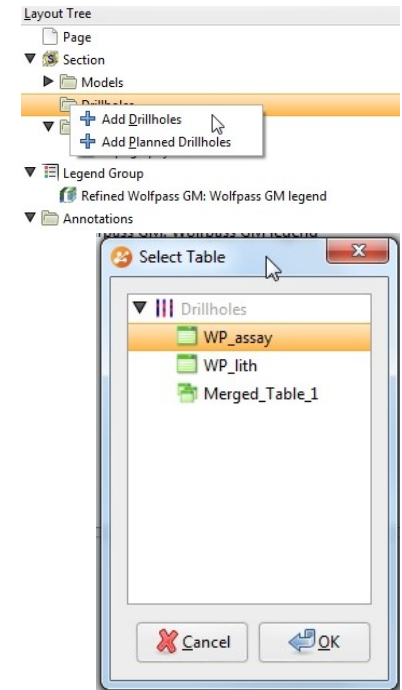 Layout Tree
Page
Section
Models
Drillholes
Add Drillholes
Add Planned Drillholes
Legend Group
Refined Wolfpass GM: Wolfpass GM legend
Annotations
Select Table
Drillholes
WP_assay
WP_lith
Merged_Table_1
Cancel
OK